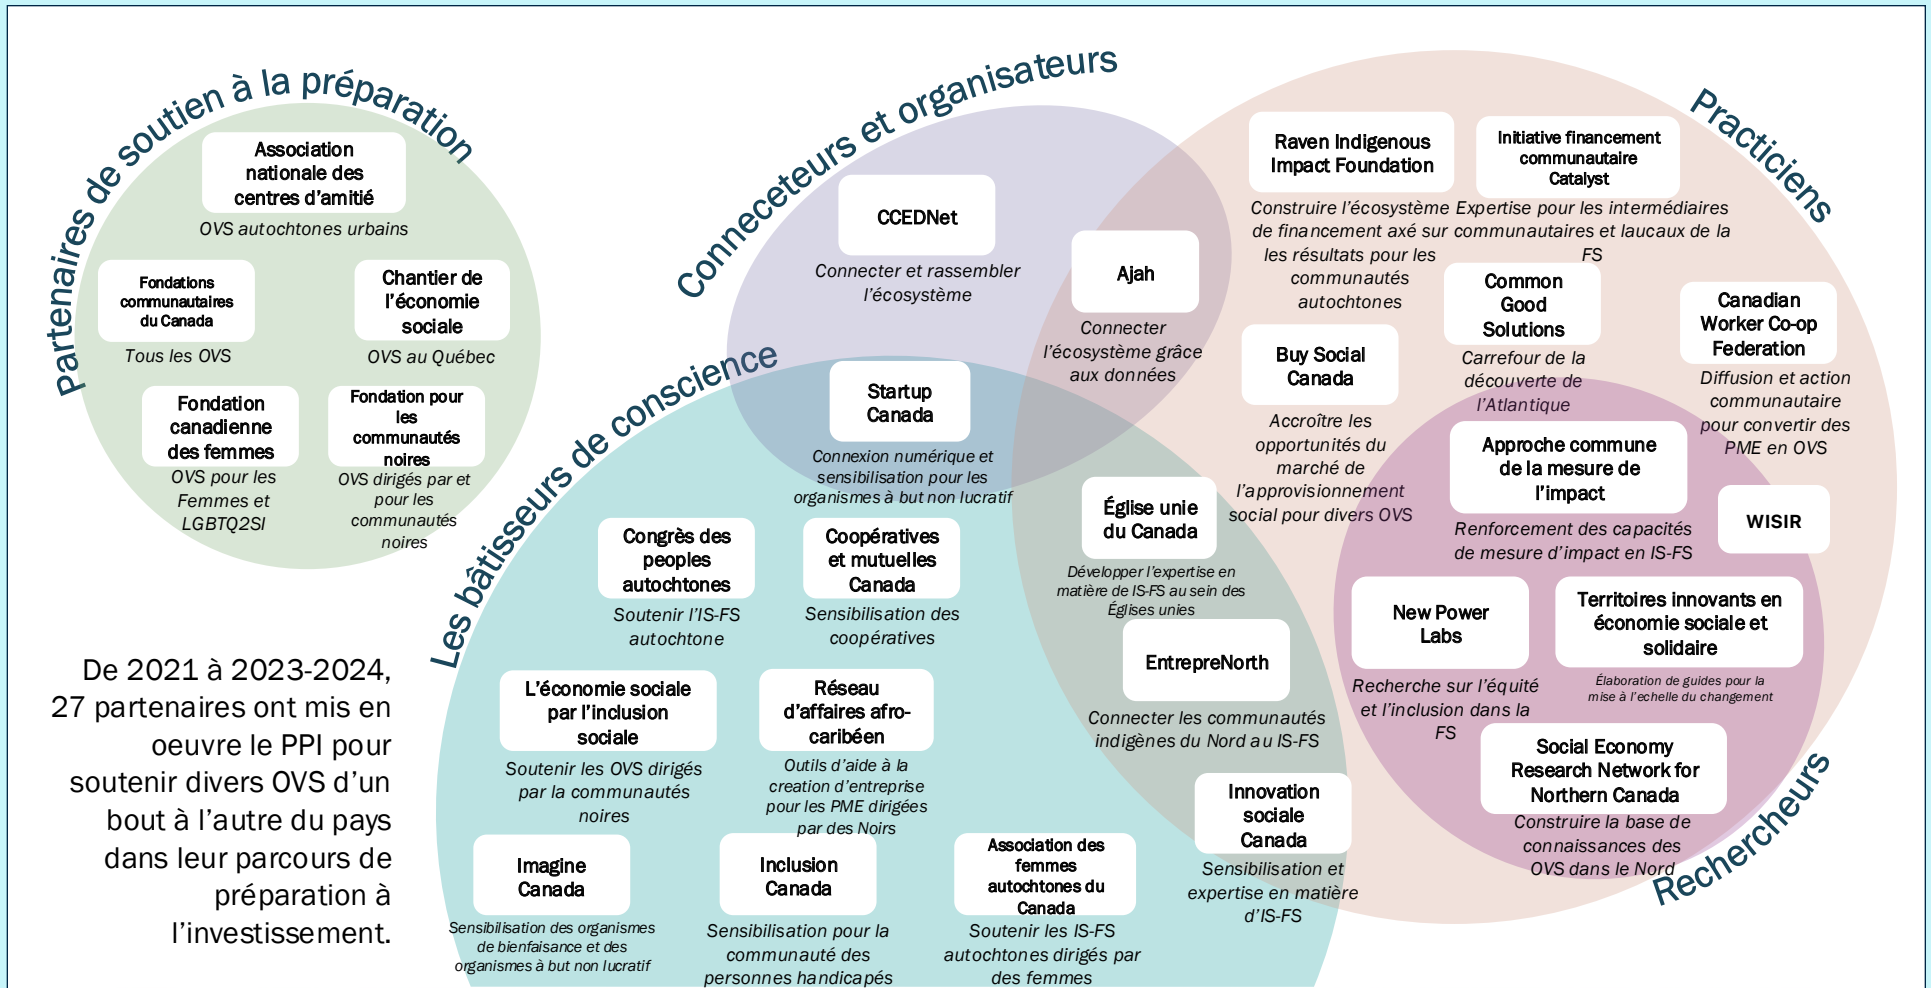 Partenaires de soutien à la préparation
Association
nationale des
centres d'amitié
OVS autochtones urbains
Fondations
communautaires
du Canada
Tous les OVS
Chantier de
l'économie
sociale
OVS au Québec
Fondation
canadienne
des femmes
OVS pour les
Femmes et
LGBTQ2SI
Fondation pour
les
communautés
noires
OVS dirigés par et
pour les
communautés
noires
De 2021 à 2023-2024,
27 partenaires ont mis en
oeuvre le PPI pour
soutenir divers OVS d'un
bout à l'autre du pays
dans leur parcours de
préparation à
l'investissement.
Conneceteurs et organisateurs
CCEDNet
Connecter et rassembler
l'écosystème
Ajah
Connecter
l'écosystème grâce
aux données
Startup
Canada
Connexion numérique et
sensibilisation pour les
organismes à but non lucratif
Les bâtisseurs de conscience
Congrès des
peoples
autochtones
Soutenir l'IS-FS
autochtone
Coopératives
et mutuelles
Canada
Sensibilisation des
coopératives
L'économie sociale
par l'inclusion
sociale
Soutenir les OVS dirigés
par la communautés
noires
Réseau
d'affaires afro-
caribéen
Outils d'aide à la
creation d'entreprise
pour les PME dirigées
par des Noirs
Imagine
Canada
Sensibilisation des organismes
de bienfaisance et des
organismes à but non lucratif
Inclusion
Canada
Sensibilisation pour la
communauté des
personnes handicapés
Association des
femmes
autochtones du
Canada
Soutenir les IS-FS
autochtones dirigés par
des femmes
Église unie
du Canada
Développer l'expertise en
matière de IS-FS au sein des
Églises unies
EntrepreNorth
Connecter les communautés
indigènes du Nord au IS-FS
Innovation
sociale
Canada
Sensibilisation et
expertise en matière
d'IS-FS
Practiciens
Raven Indigenous
Impact Foundation
Construire l'écosystème
de financement axé sur
les résultats pour les
communautés
autochtones
Initiative financement
communautaire
Catalyst
Expertise pour les intermédiaires
communautaires et laucaux de la
FS
Buy Social
Canada
Accroître les
opportunités du
marché de
l'approvisionnement
social pour divers OVS
Common
Good
Solutions
Carrefour de la
découverte de
l'Atlantique
Canadian
Worker Co-op
Federation
Diffusion et action
communautaire
pour convertir des
PME en OVS
Approche commune
de la mesure de
l'impact
Renforcement des capacités
de mesure d'impact en IS-FS
WISIR
New Power
Labs
Recherche sur l'équité
et l'inclusion dans la
FS
Territoires innovants en
économie sociale et
solidaire
Élaboration de guides pour la
mise à l'echelle du changement
Social Economy
Research Network for
Northern Canada
Construire la base de
connaissances des
OVS dans le Nord
Rechercheurs